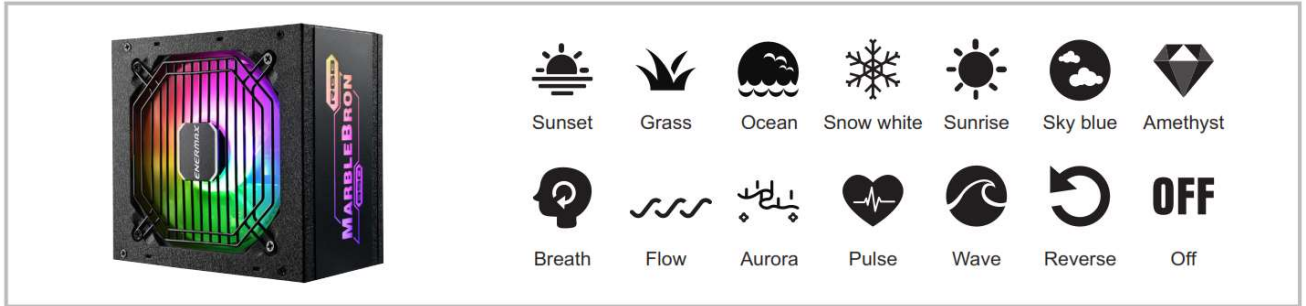 ENERMAX
RGB
MARBLEBRON
Sunset Grass Ocean Snow white Sunrise Sky blue Amethyst
OFF
Breath Flow Aurora Pulse Wave Reverse Off